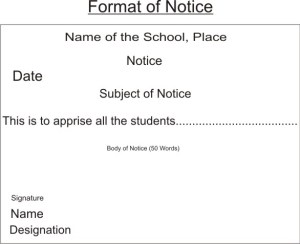 Format of Notice
Name of the School, Place
Notice
Date
Subject of Notice
This is to apprise all the students.....................................
Body of Notice (50 Words)
Signature
Name
Designation